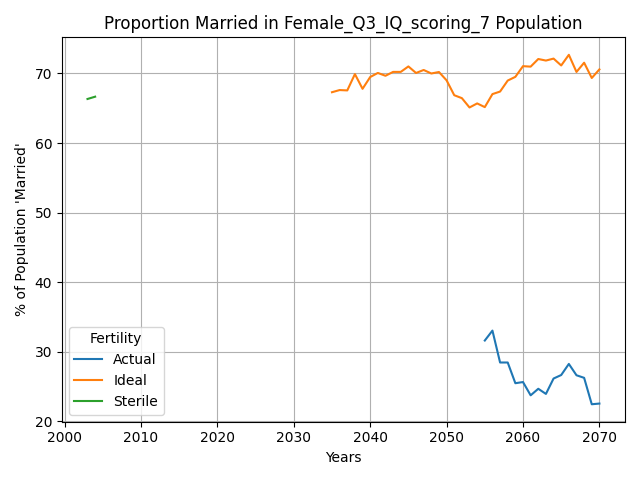 Proportion Married in Female_Q3_IQ_scoring_7 Population
% of Population 'Married'
70
60
50
40
30
20
Fertility
Actual
Ideal
Sterile
2000 2010 2020 2030 2040 2050 2060 2070
Years